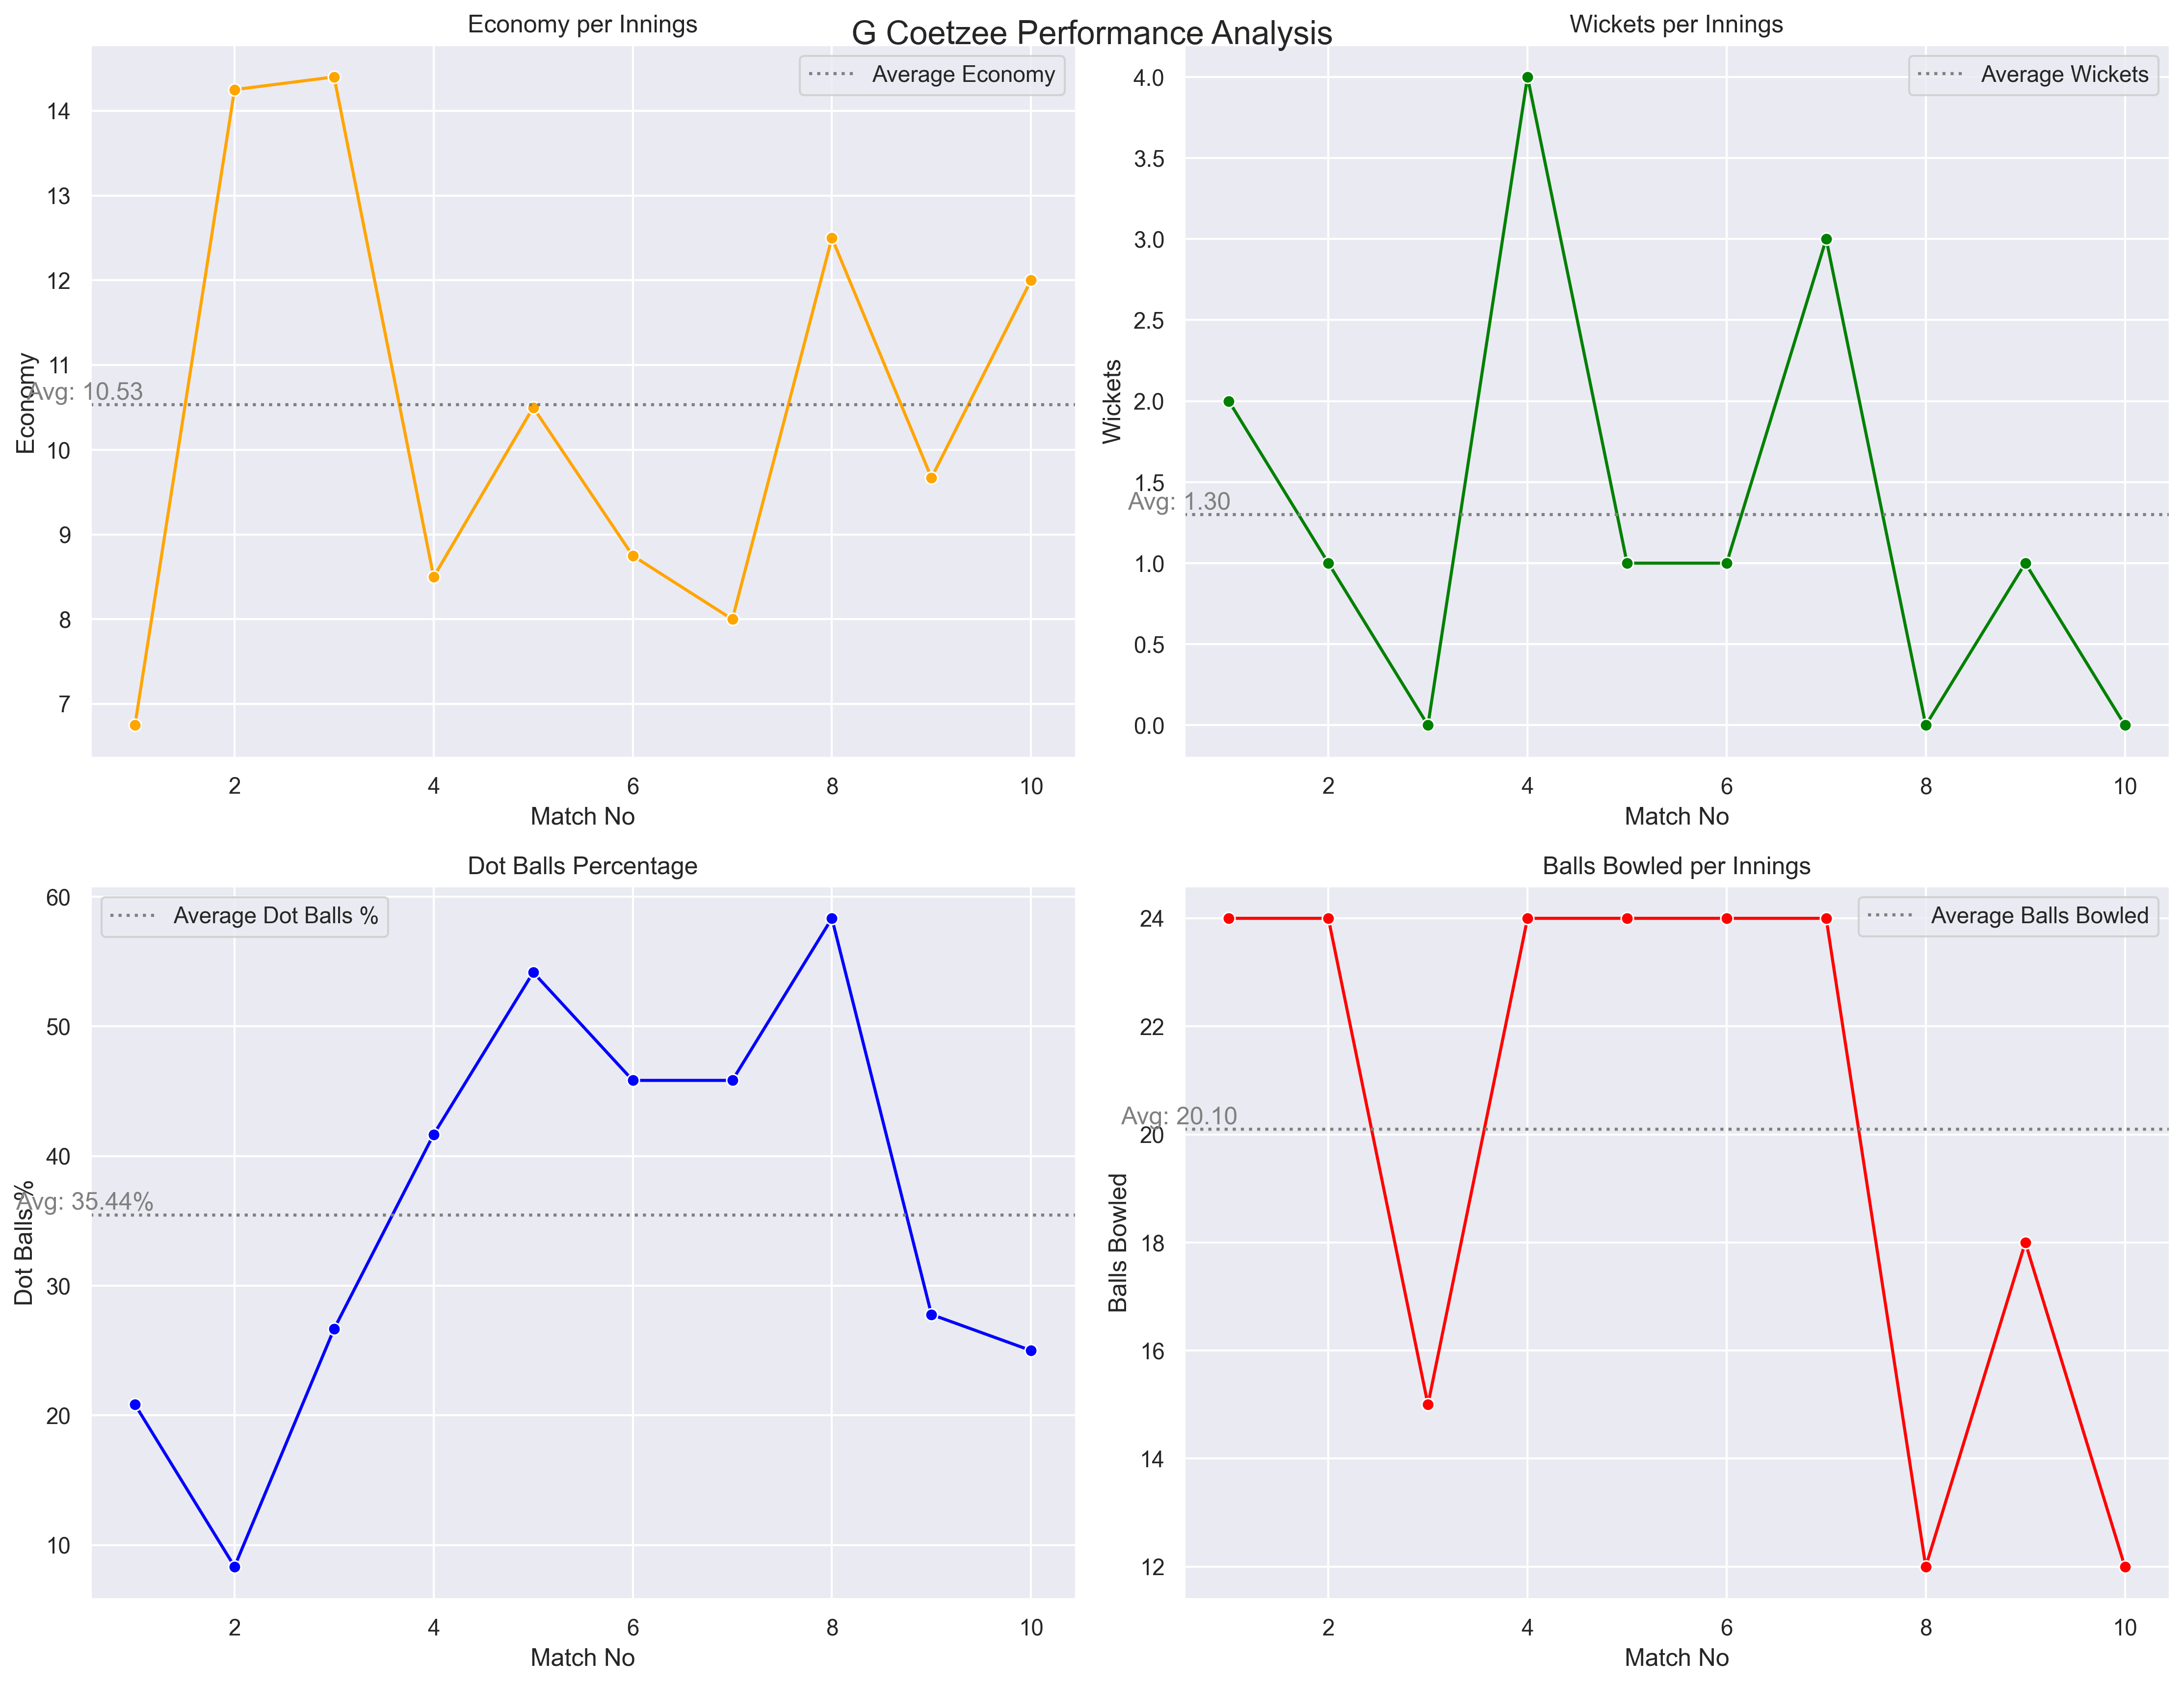 G Coetzee Performance Analysis
Economy per Innings
Average Economy
14
13
12
11
10
9
8
7
Avg: 10.53
Economy
2
4
6
8
10
Match No
Wickets per Innings
Average Wickets
4.0
3.5
3.0
2.5
2.0
1.5
1.0
0.5
0.0
Avg: 1.30
Wickets
2
4
6
8
10
Match No
Dot Balls Percentage
Average Dot Balls %
60
50
40
30
20
10
Avg: 35.44%
Dot Balls%
2
4
6
8
10
Match No
Balls Bowled per Innings
Average Balls Bowled
24
22
20
18
16
14
12
Avg: 20.10
Balls Bowled
2
4
6
8
10
Match No